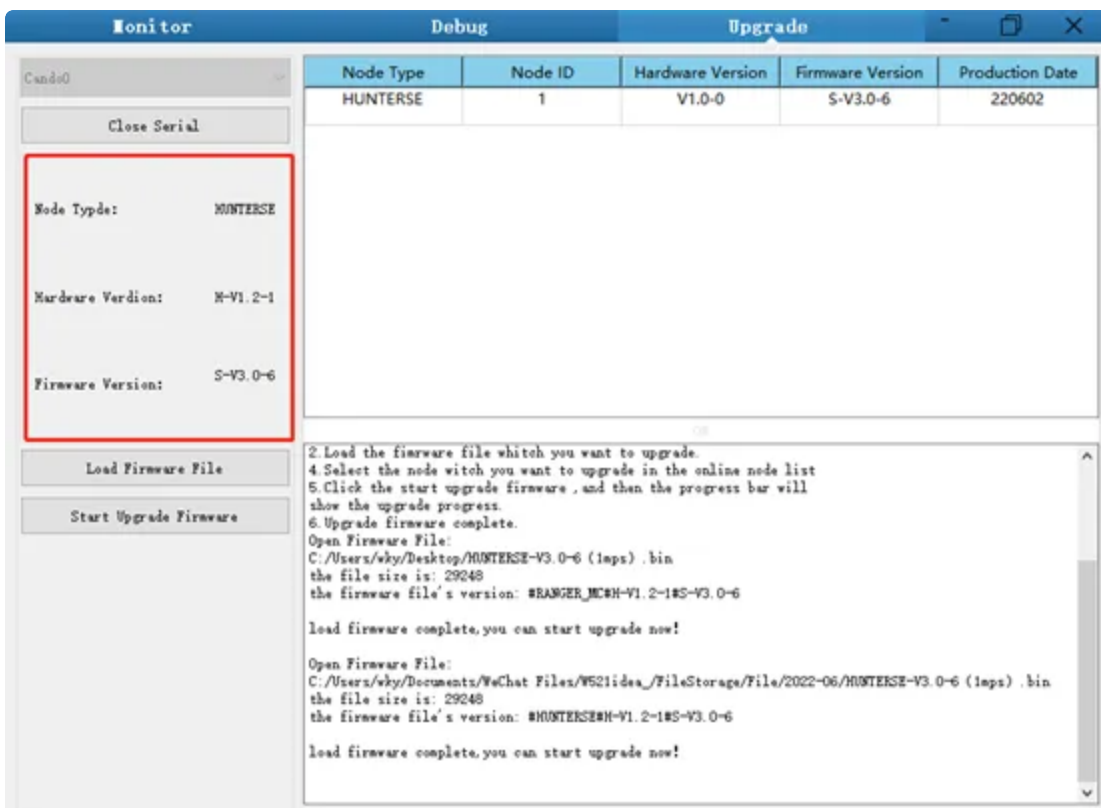 Monitor
Debug
Upgrade
Cando0
Close Serial
Node Typde: HUNTERSE
Hardware Verdion: H-V1.2-1
Firmware Version: S-V3.0-6
Load Firmware File
Start Upgrade Firmware
Node Type Node ID Hardware Version Firmware Version Production Date
HUNTERSE 1 V1.0-0 S-V3.0-6 220602
2.Load the fimrware file whitch you want to upgrade.
4.Select the node witch you want to upgrade in the online node list
5.Click the start upgrade firmware ,and then the progress bar will
show the upgrade progress.
6.Upgrade firmware complete.
Open Firmware File:
C:/Users/wky/Desktop/HUNTERSE-V3.0-6 (1mps) .bin
the file size is: 29248
the firmware file's version: #RANGER_MC#H-V1.2-1#S-V3.0-6
load firmware complete,you can start upgrade now!
Open Firmware File:
C:/Users/wky/Documents/WeChat Files/W521idea_/FileStorage/File/2022-06/HUNTERSE-V3.0-6 (1mps) .bin
the file size is: 29248
the firmware file's version: #HUNTERSE#H-V1.2-1#S-V3.0-6
load firmware complete,you can start upgrade now!